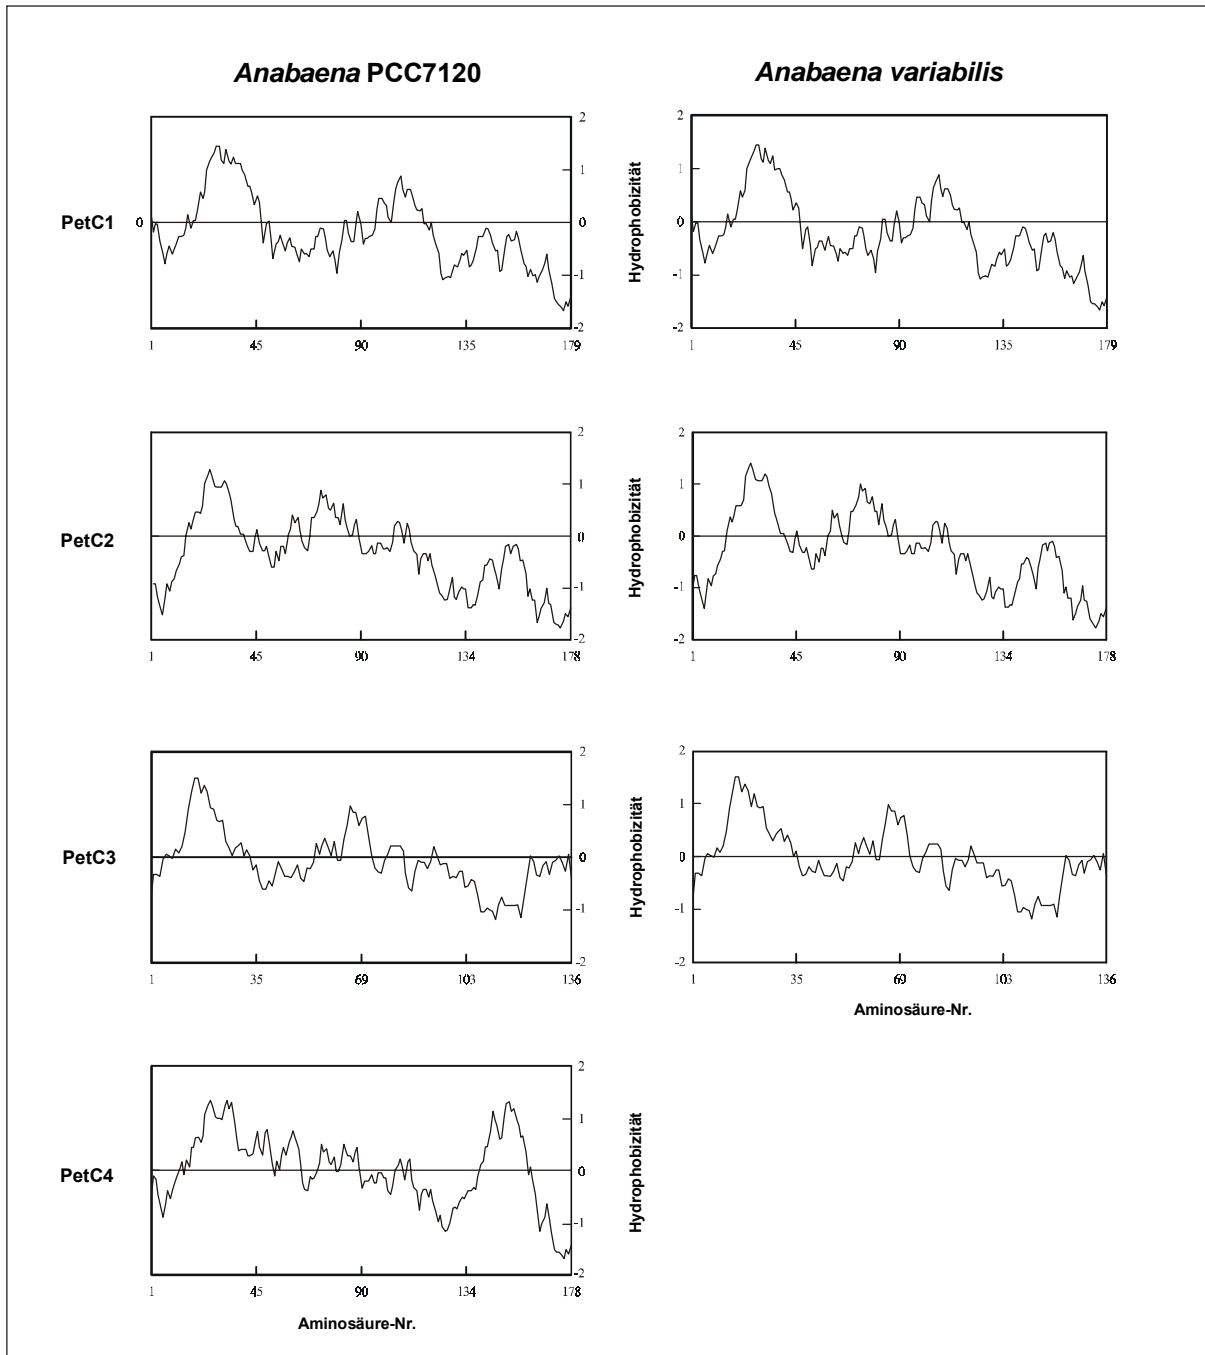 Anabaena PCC7120
Anabaena variabilis
PetC1
0
2
1
0
-1
-2
1 45 90 135 179
Hydrophobizität
2
1
0
-1
-2
1 45 90 135 179
PetC2
2
1
0
-1
-2
1 45 90 134 178
Hydrophobizität
2
1
0
-1
-2
1 45 90 134 178
PetC3
2
1
0
-1
-2
1 35 69 103 136
Hydrophobizität
2
1
0
-1
-2
1 35 69 103 136
Aminosäure-Nr.
PetC4
2
1
0
-1
-2
1 45 90 134 178
Hydrophobizität
Aminosäure-Nr.